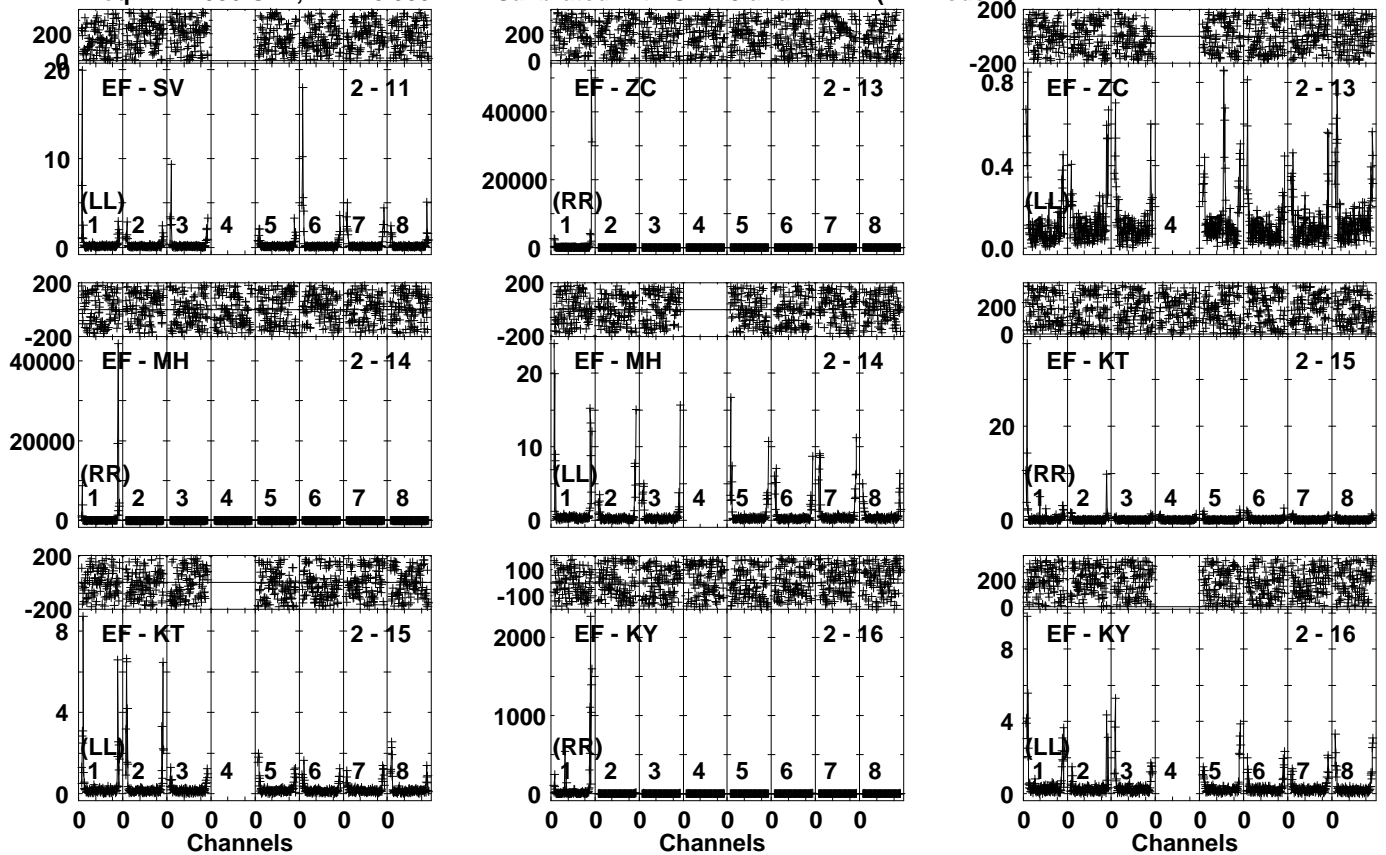 200
0
200
0
200
-200
20
10
0
EF - SV 2 - 11
(LL)
1 2 3 4 5 6 7 8
40000
20000
0
EF - ZC 2 - 13
(RR)
1 2 3 4 5 6 7 8
0.8
0.4
0.0
EF - ZC 2 - 13
(LL)
4
200
-200
200
-200
200
0
40000
20000
0
EF - MH 2 - 14
(RR)
1 2 3 4 5 6 7 8
20
10
0
EF - MH 2 - 14
(LL)
1 2 3 4 5 6 7 8
20
0
EF - KT 2 - 15
(RR)
1 2 3 4 5 6 7 8
200
-200
100
-100
200
0
8
4
0
EF - KT 2 - 15
(LL)
1 2 3 4 5 6 7 8
2000
1000
0
EF - KY 2 - 16
(RR)
1 2 3 4 5 6 7 8
8
4
0
EF - KY 2 - 16
(LL)
1 2 3 4 5 6 7 8
0 0 0 0 0 0 0 0
0 0 0 0 0 0 0 0
0 0 0 0 0 0 0 0
Channels
Channels
Channels